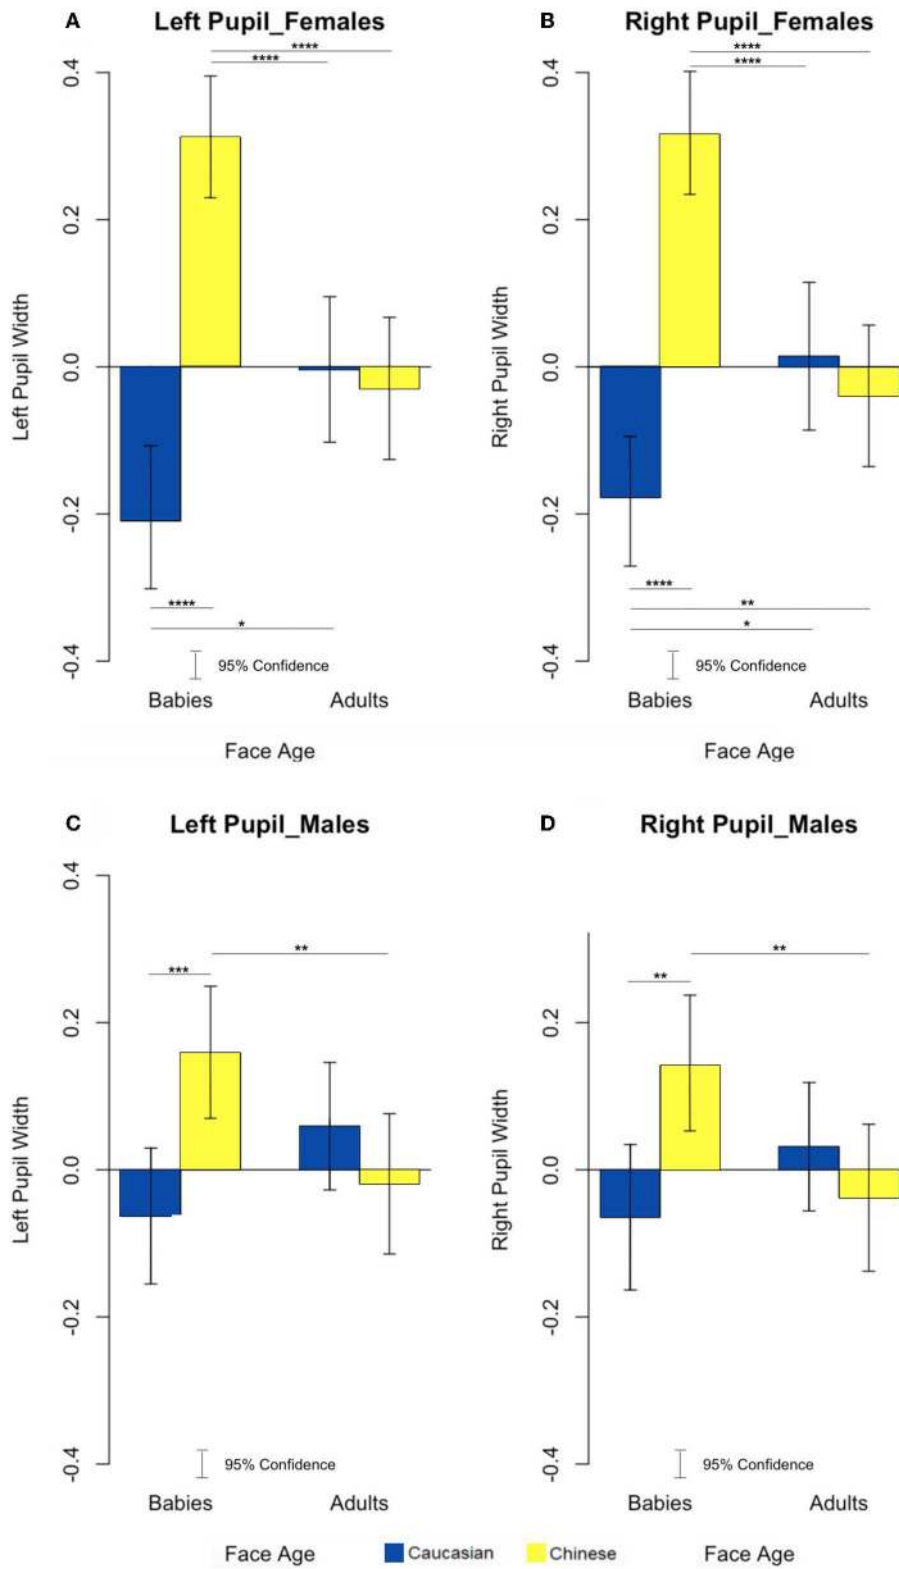 A Left Pupil_Females
****
****
0.4
0.2
0.0
-0.2
-0.4
Left Pupil Width
****
*
95% Confidence
Babies Adults
Face Age
B Right Pupil_Females
****
****
0.4
0.2
0.0
-0.2
-0.4
Right Pupil Width
****
**
*
95% Confidence
Babies Adults
Face Age
C Left Pupil_Males
0.4
0.2
0.0
-0.2
-0.4
Left Pupil Width
**
***
95% Confidence
Babies Adults
Face Age
D Right Pupil_Males
0.2
0.0
-0.2
-0.4
Right Pupil Width
**
**
95% Confidence
Babies Adults
Face Age
Caucasian Chinese